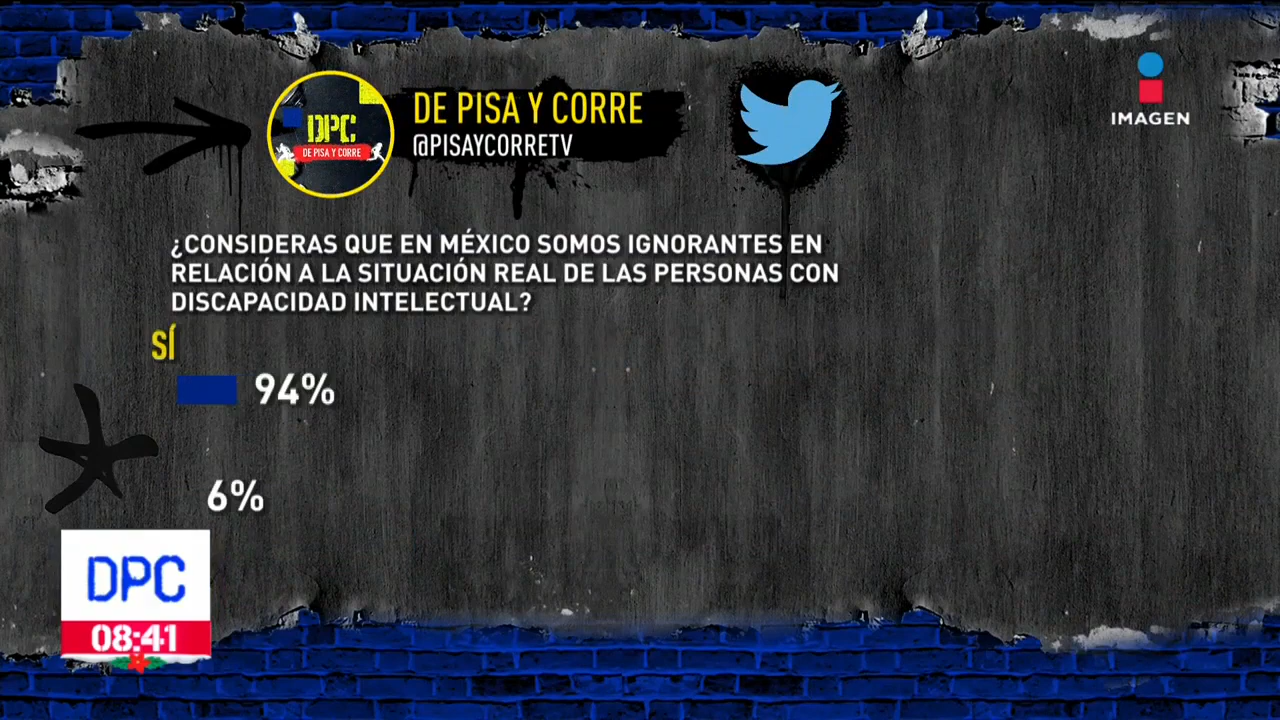 DE PISA Y CORRE
@PISAYCORRETV
DPC
DE PISA Y CORRE
IMAGEN
¿CONSIDERAS QUE EN MÉXICO SOMOS IGNORANTES EN
RELACIÓN A LA SITUACIÓN REAL DE LAS PERSONAS CON
DISCAPACIDAD INTELECTUAL?
SÍ
94%
6%
DPC
08:41